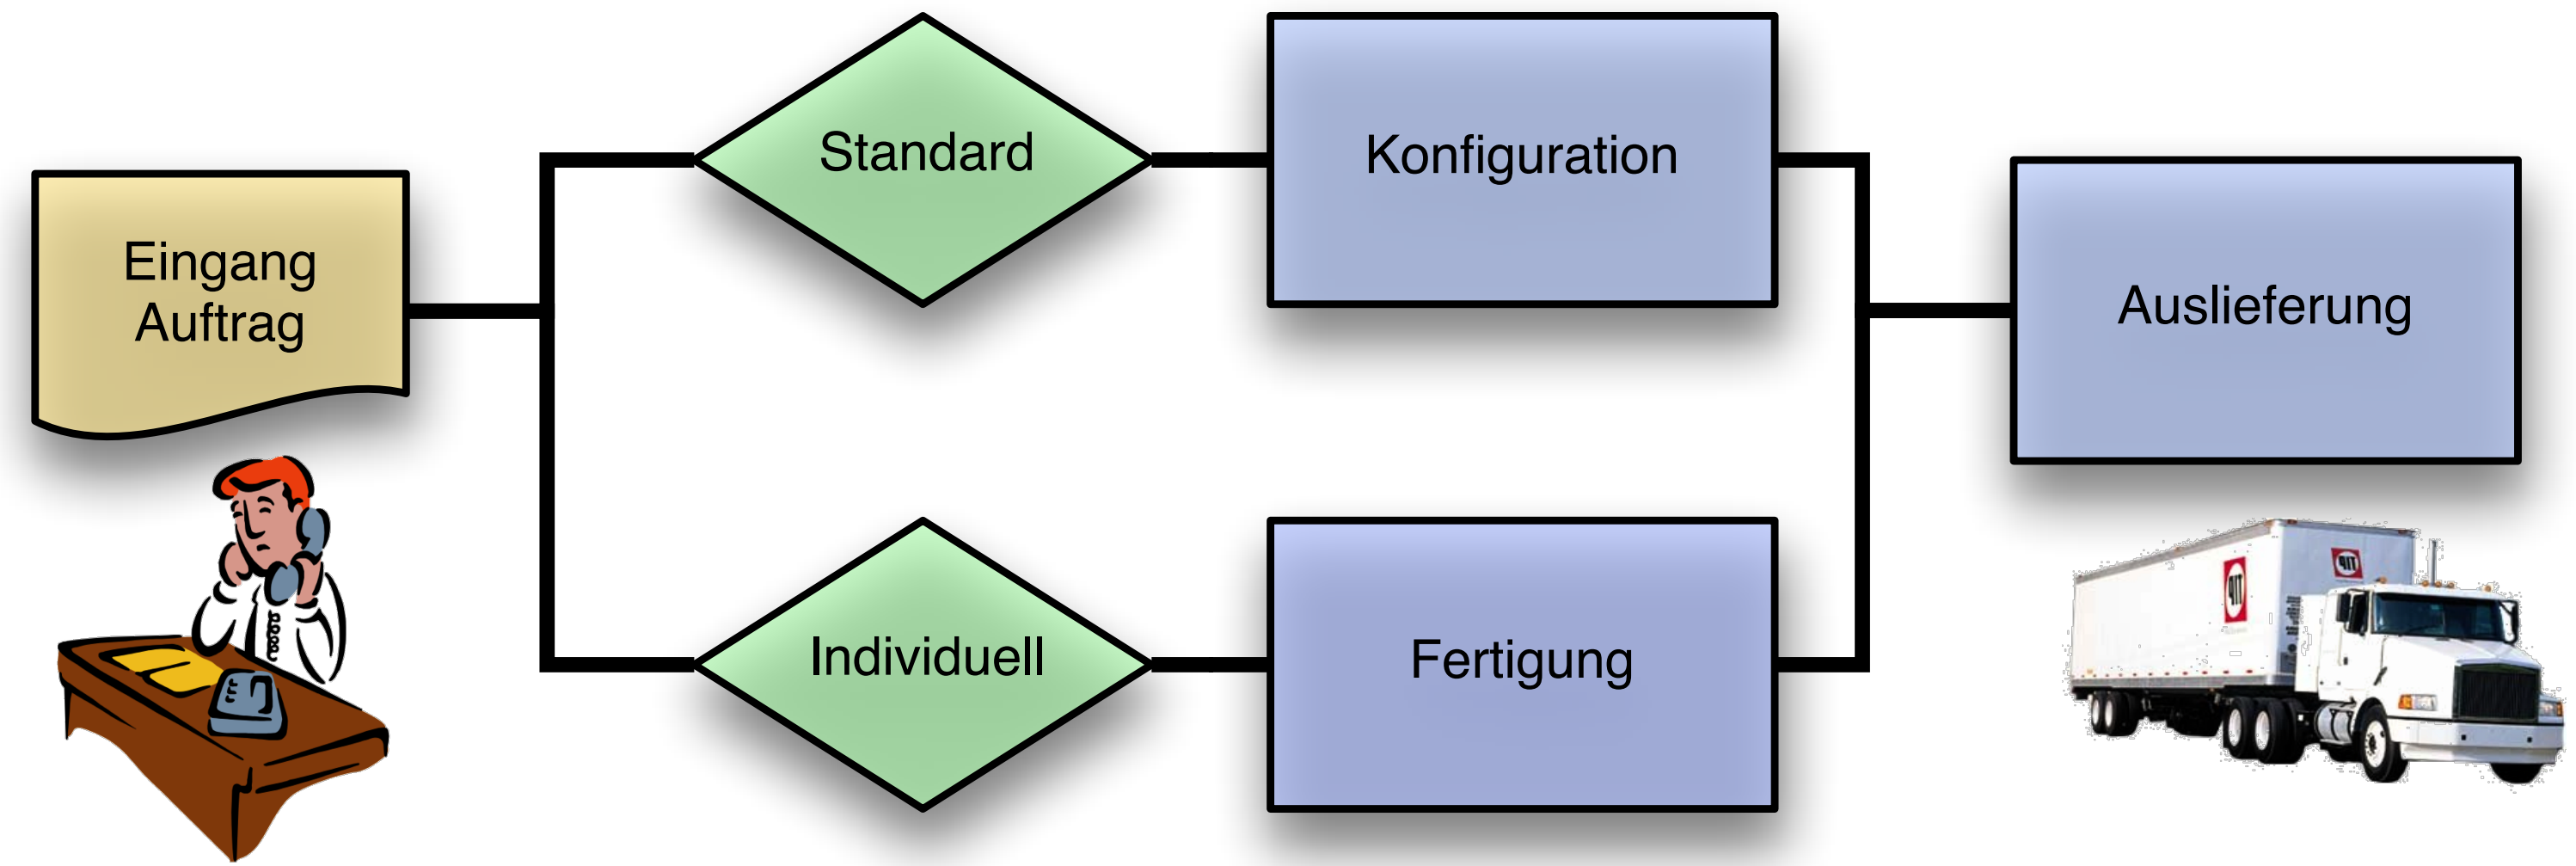 Eingang
Auftrag
Standard
Konfiguration
Individuell
Fertigung
Auslieferung